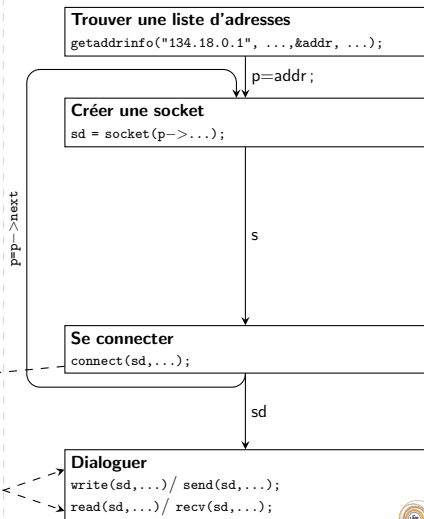 Trouver une liste d'adresses
getaddrinfo("134.18.0.1", ...,&addr, ...);
p=addr;
Créer une socket
sd = socket(p->...);
p=p->next
s
Se connecter
connect(sd,...);
sd
Dialoguer
write(sd,...)/ send(sd,...);
read(sd,...)/ recv(sd,...);